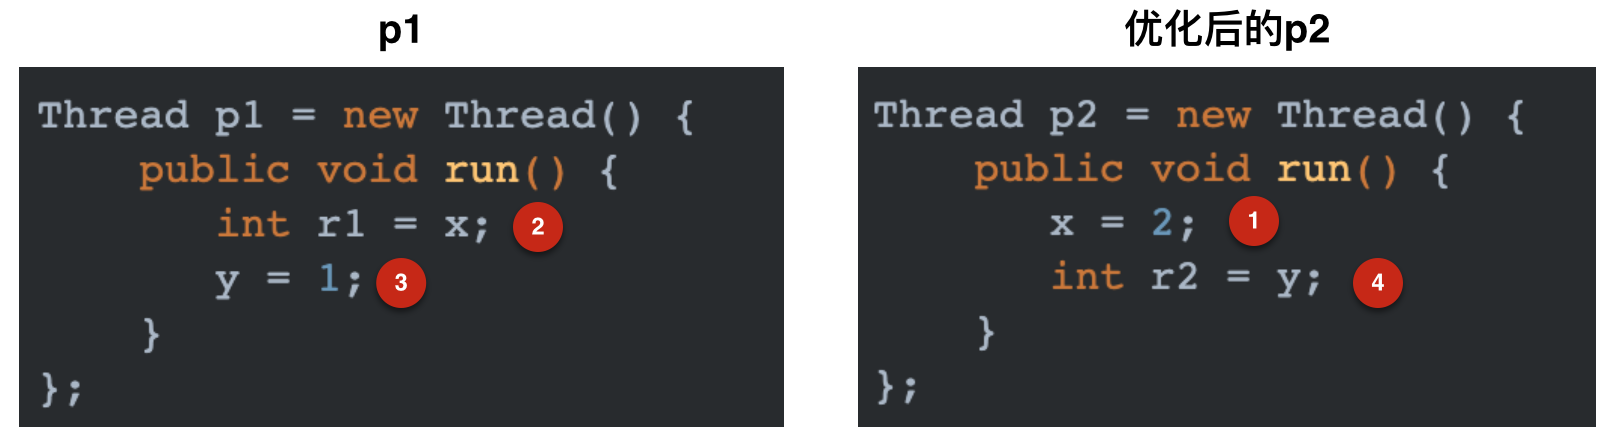 p1
Thread p1 = new Thread() {
    public void run() {
        int r1 = x; 2
        y = 1; 3
    }
};
优化后的p2
Thread p2 = new Thread() {
    public void run() {
        x = 2; 1
        int r2 = y; 4
    }
};